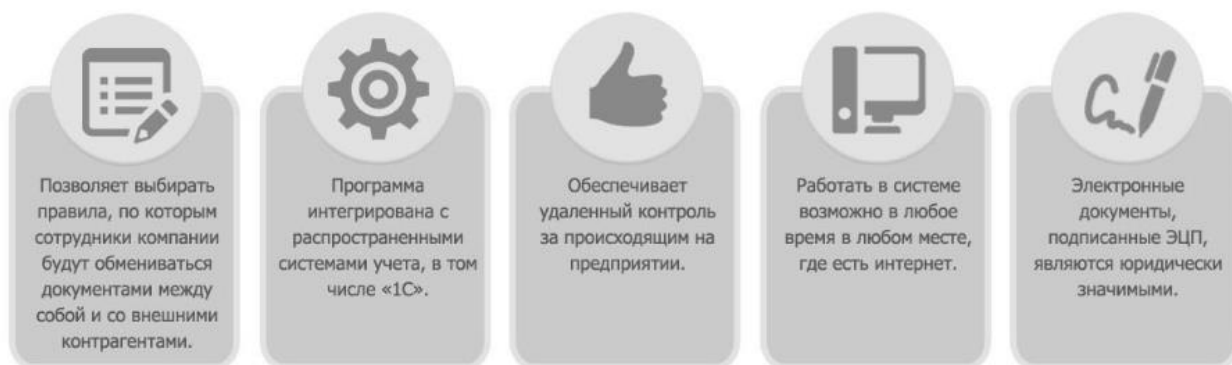 Позволяет выбирать
правила, по которым
сотрудники компании
будут обмениваться
документами между
собой и со внешними
контрагентами.
Программа
интегрирована с
распространенными
системами учета, в том
числе «1С».
Обеспечивает
удаленный контроль
за происходящим на
предприятии.
Работать в системе
возможно в любое
время в любом месте,
где есть интернет.
Электронные
документы,
подписанные ЭЦП,
являются юридически
значимыми.